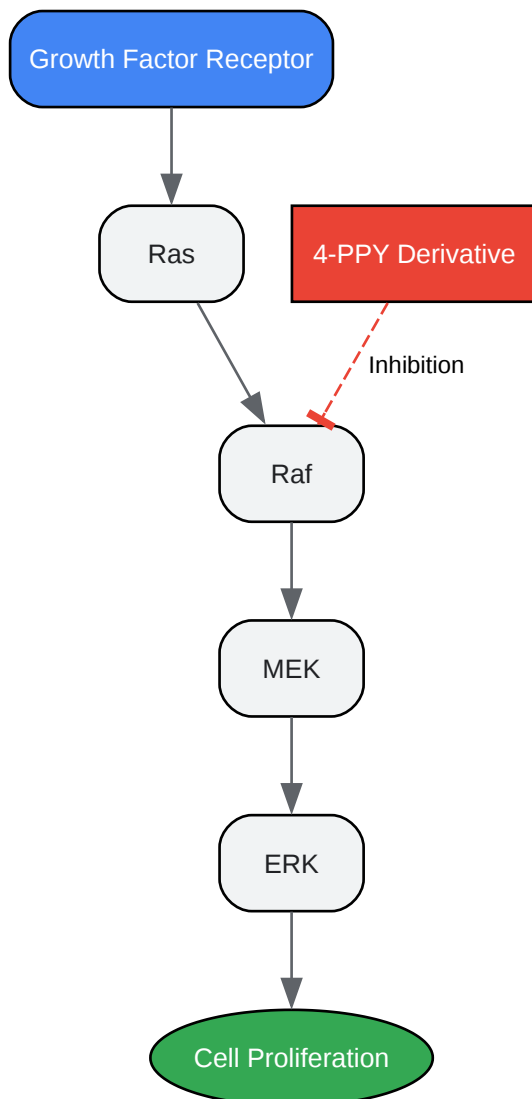 Growth Factor Receptor
Ras
4-PPY Derivative
Inhibition
Raf
MEK
ERK
Cell Proliferation